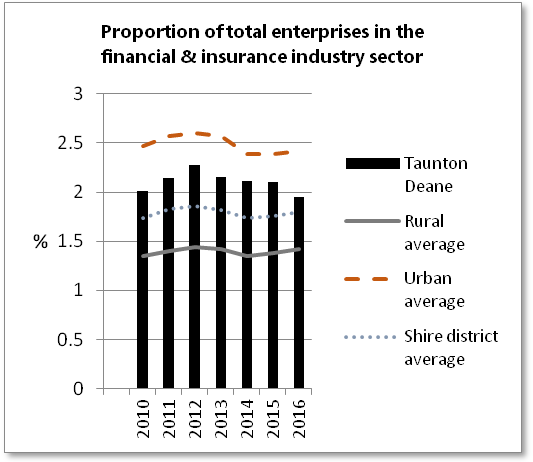 Proportion of total enterprises in the
financial & insurance industry sector
3
2.5
2
1.5
1
0.5
0
%
2010
2011
2012
2013
2014
2015
2016
Taunton
Deane
Rural
average
Urban
average
Shire district
average